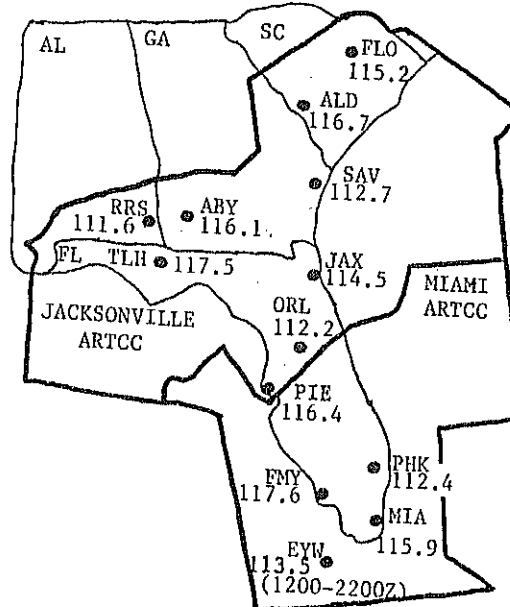 AL
GA
SC
FLO
115.2
ALD
116.7
SAV
112.7
RRS
111.6
ABY
116.1
FL
TLH
117.5
JAX
114.5
MIAMI
ARTCC
JACKSONVILLE
ARTCC
ORL
112.2
PIE
116.4
PHK
112.4
FMY
117.6
MIA
115.9
EYW
113.5
(1200-2200Z)